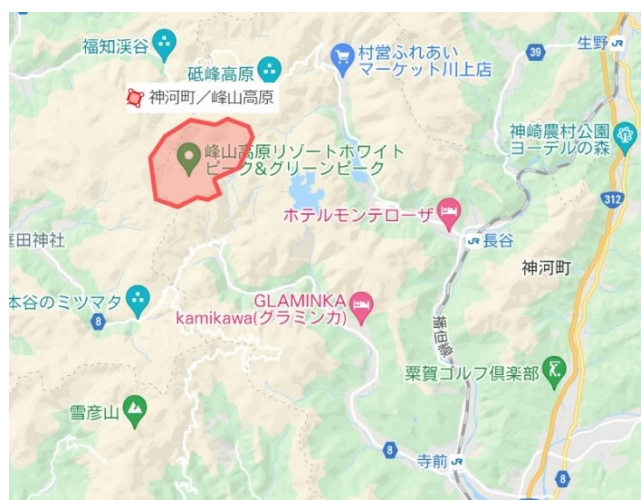 福知渓谷
砥峰高原
村営ふれあい
マーケット川上店
39
生野
JR
神河町／峰山高原
峰山高原リゾートホワイト
ピーク&グリーンピーク
神崎農村公園
ヨーデルの森
312
ホテルモンテローザ
JR
長谷
庭田神社
神河町
本谷のミツマタ
8
GLAMINKA
kamikawa(グラミンカ)
播但線
粟賀ゴルフ倶楽部
雪彦山
8
寺前
JR
8